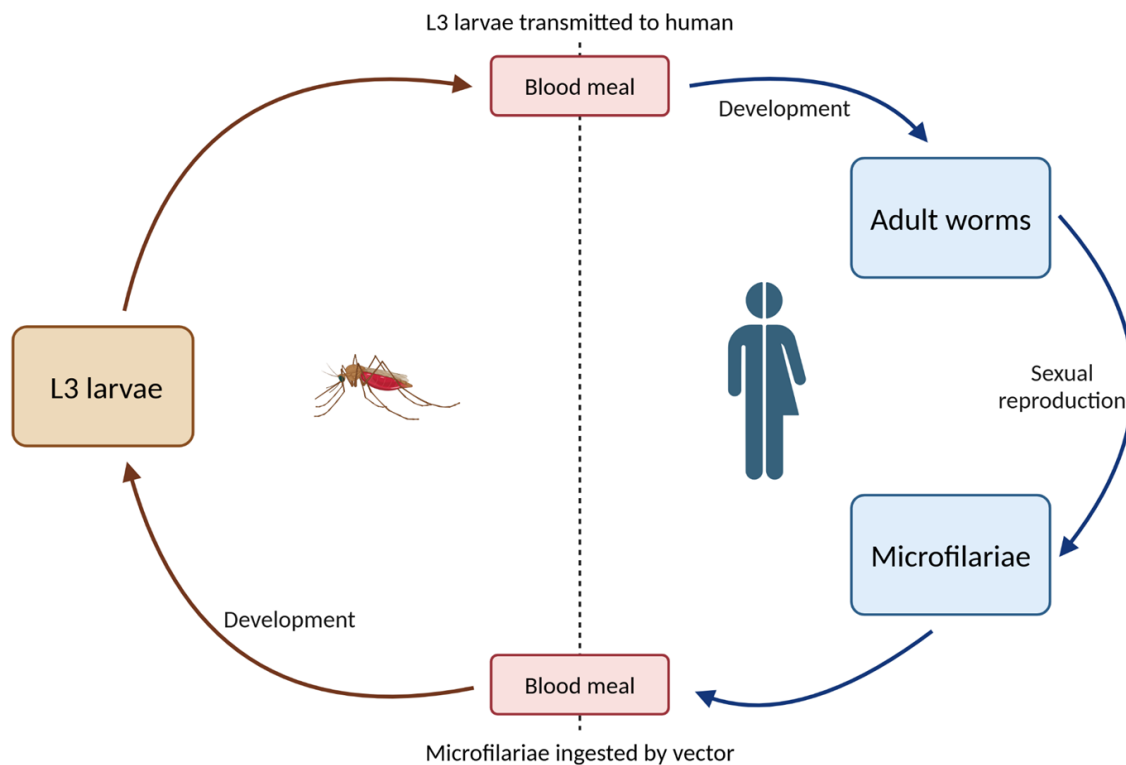 L3 larvae transmitted to human
Blood meal
Development
Adult worms
Sexual
reproduction
Microfilariae
Blood meal
Microfilariae ingested by vector
Development
L3 larvae